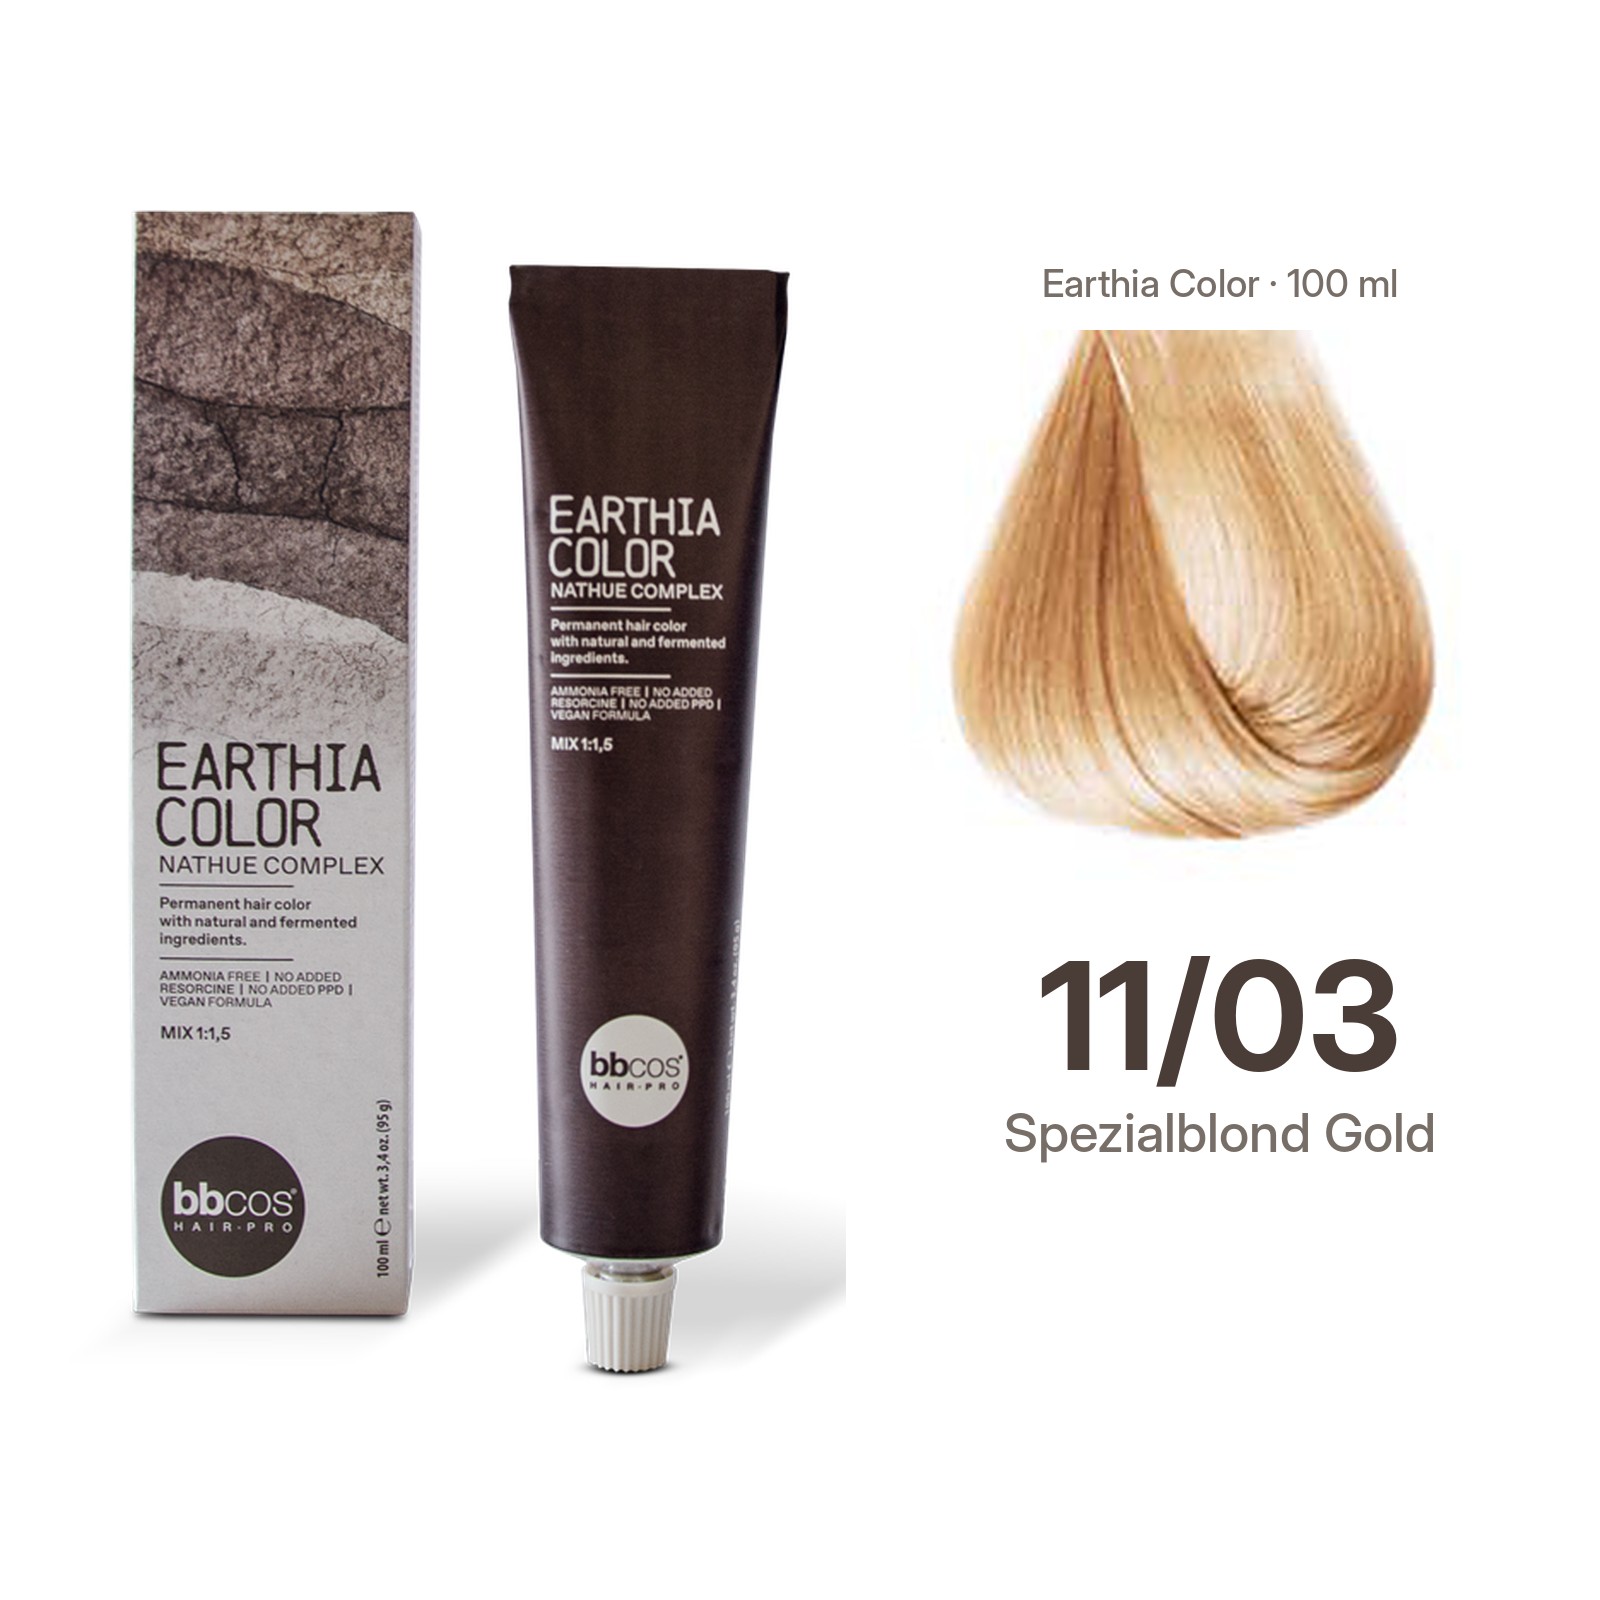 EARTHIA
COLOR
NATHUE COMPLEX
Permanent hair color
with natural and fermented
ingredients.
AMMONIA FREE | NO ADDED
RESORCINE | NO ADDED PPD |
VEGAN FORMULA
MIX 1:1,5
bbcos®
HAIR-PRO
100 ml ℮ net wt. 3,4 oz. (95 g)
EARTHIA
COLOR
NATHUE COMPLEX
Permanent hair color
with natural and fermented
ingredients.
AMMONIA FREE | NO ADDED
RESORCINE | NO ADDED PPD |
VEGAN FORMULA
MIX 1:1,5
bbcos®
HAIR-PRO
Earthia Color · 100 ml
11/03
Spezialblond Gold